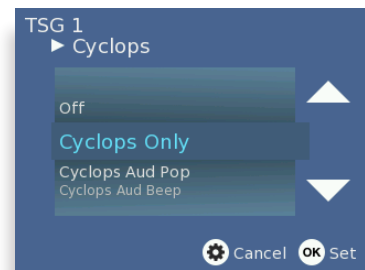 TSG 1
Cyclops
Off
Cyclops Only
Cyclops Aud Pop
Cyclops Aud Beep
Cancel OK Set